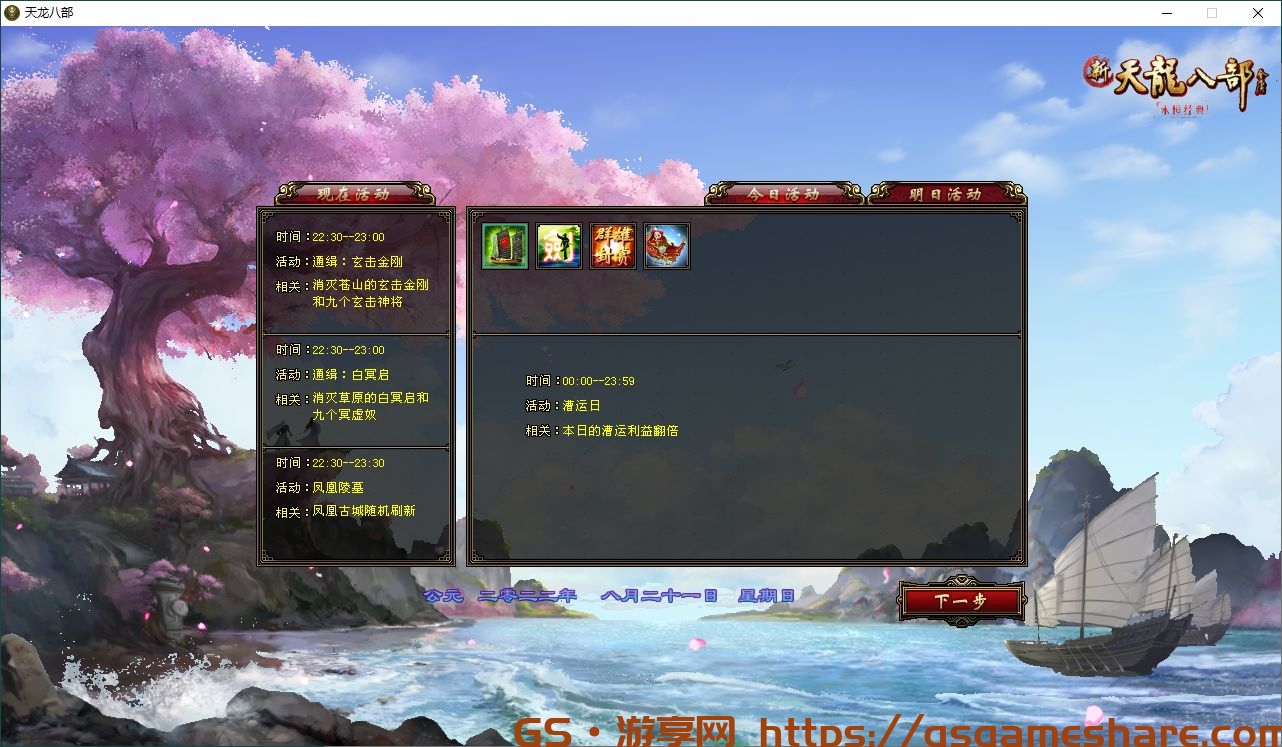 天龙八部
新天龍八部
「永恒经典」
现在活动
今日活动
明日活动
时间：22:30--23:00
活动：通缉：玄击金刚
相关：消灭苍山的玄击金刚
和九个玄击神将
时间：22:30--23:00
活动：通缉：白冥启
相关：消灭草原的白冥启和
九个冥虚奴
时间：22:30--23:30
活动：凤凰陵墓
相关：凤凰古城随机刷新
群雄
时间：00:00--23:59
活动：漕运日
相关：本日的漕运利益翻倍
公元 二零二二年 八月二十一日 星期日
下一步
GS·游享网 https://gsgameshare.com